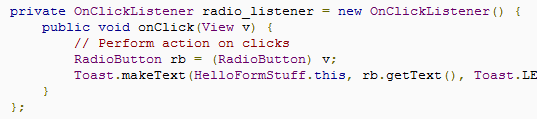 private OnClickListener radio_listener = new OnClickListener() {
    public void onClick(View v) {
        // Perform action on clicks
        RadioButton rb = (RadioButton) v;
        Toast.makeText(HelloFormStuff.this, rb.getText(), Toast.LE
    }
};